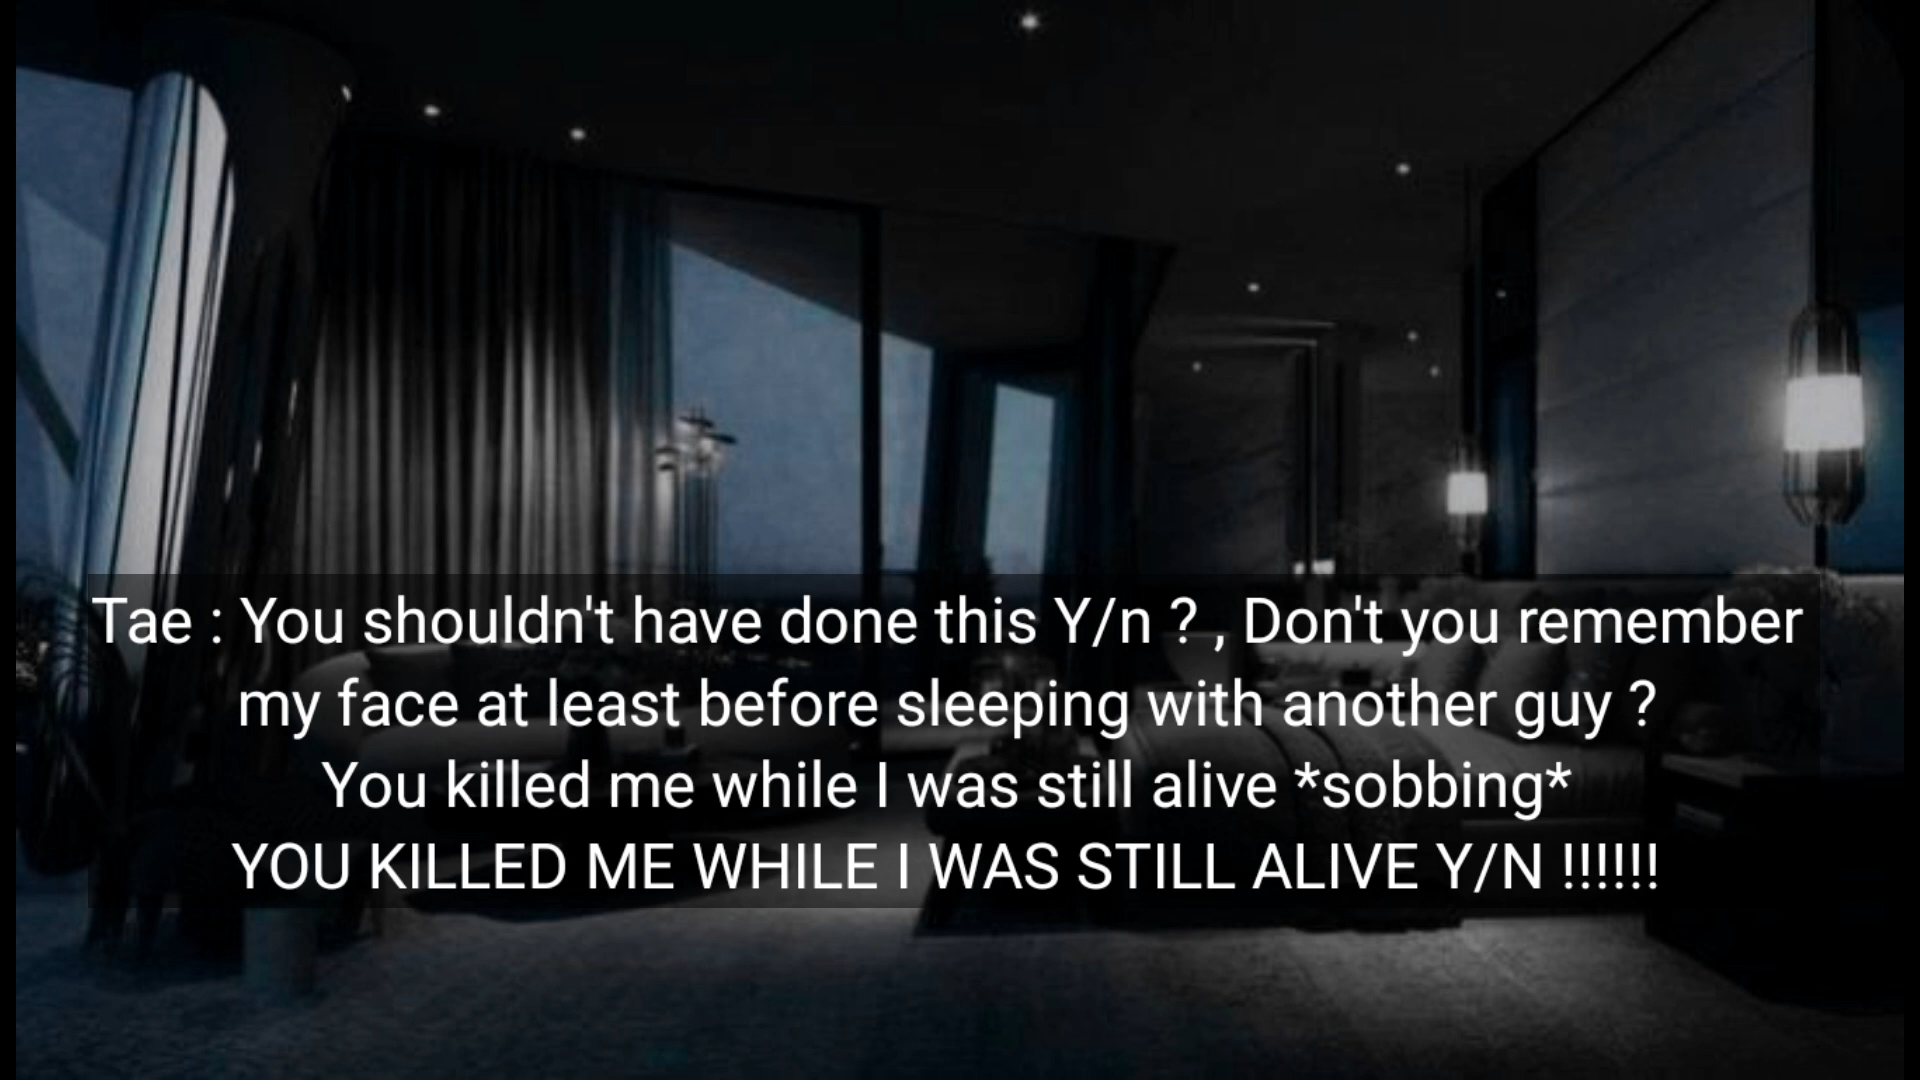 Tae : You shouldn't have done this Y/n ? , Don't you remember
my face at least before sleeping with another guy ?
You killed me while I was still alive *sobbing*
YOU KILLED ME WHILE I WAS STILL ALIVE Y/N !!!!!!